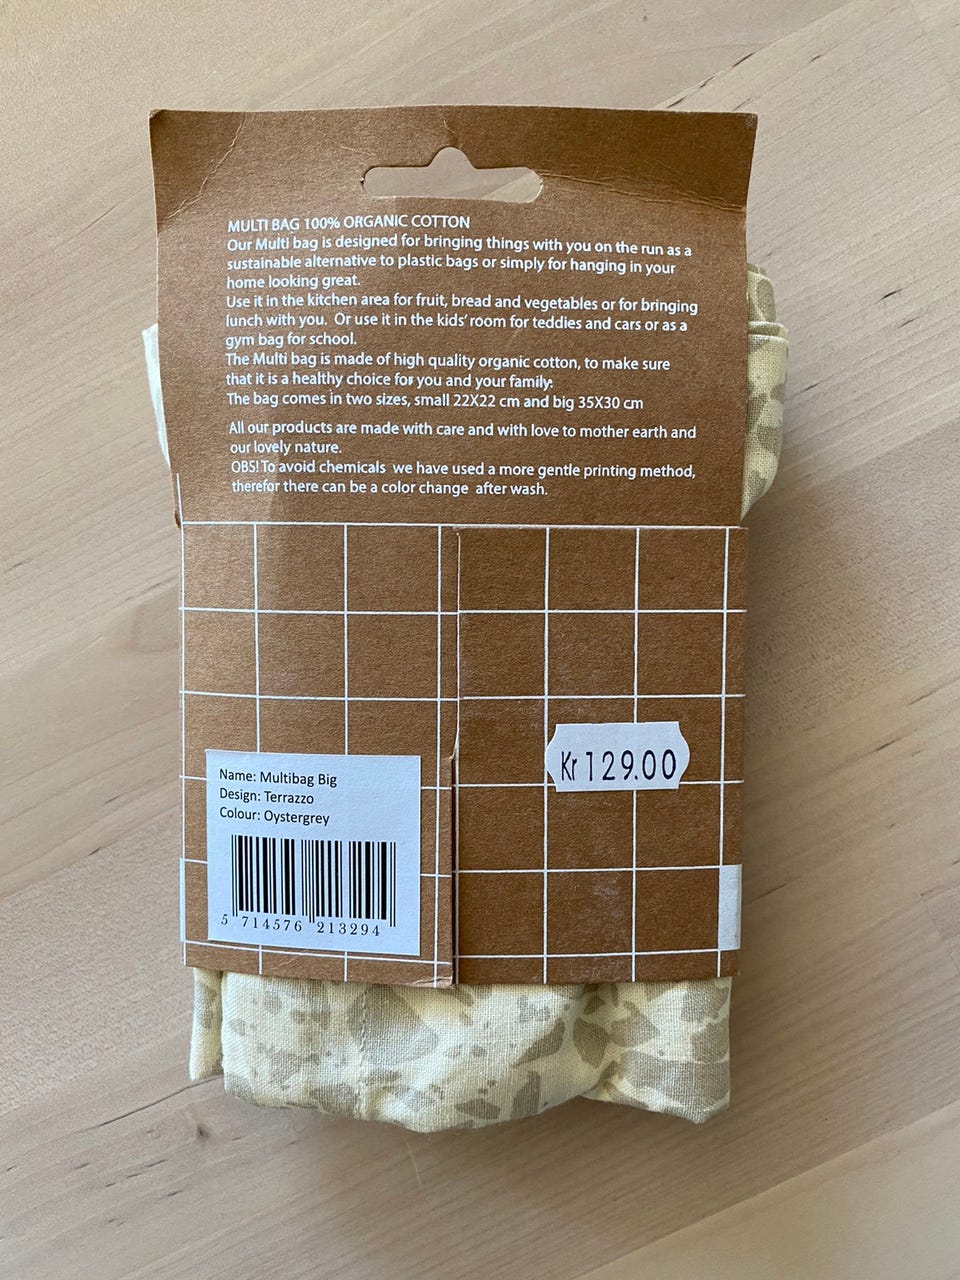 MULTI BAG 100% ORGANIC COTTON
Our Multi bag is designed for bringing things with you on the run as a
sustainable alternative to plastic bags or simply for hanging in your
home looking great.
Use it in the kitchen area for fruit, bread and vegetables or for bringing
lunch with you. Or use it in the kids' room for teddies and cars or as a
gym bag for school.
The Multi bag is made of high quality organic cotton, to make sure
that it is a healthy choice for you and your family.
The bag comes in two sizes, small 22X22 cm and big 35X30 cm
All our products are made with care and with love to mother earth and
our lovely nature.
OBS! To avoid chemicals we have used a more gentle printing method,
therefor there can be a color change after wash.
Kr 129.00
Name: Multibag Big
Design: Terrazzo
Colour: Oystergrey
5 714576 213294